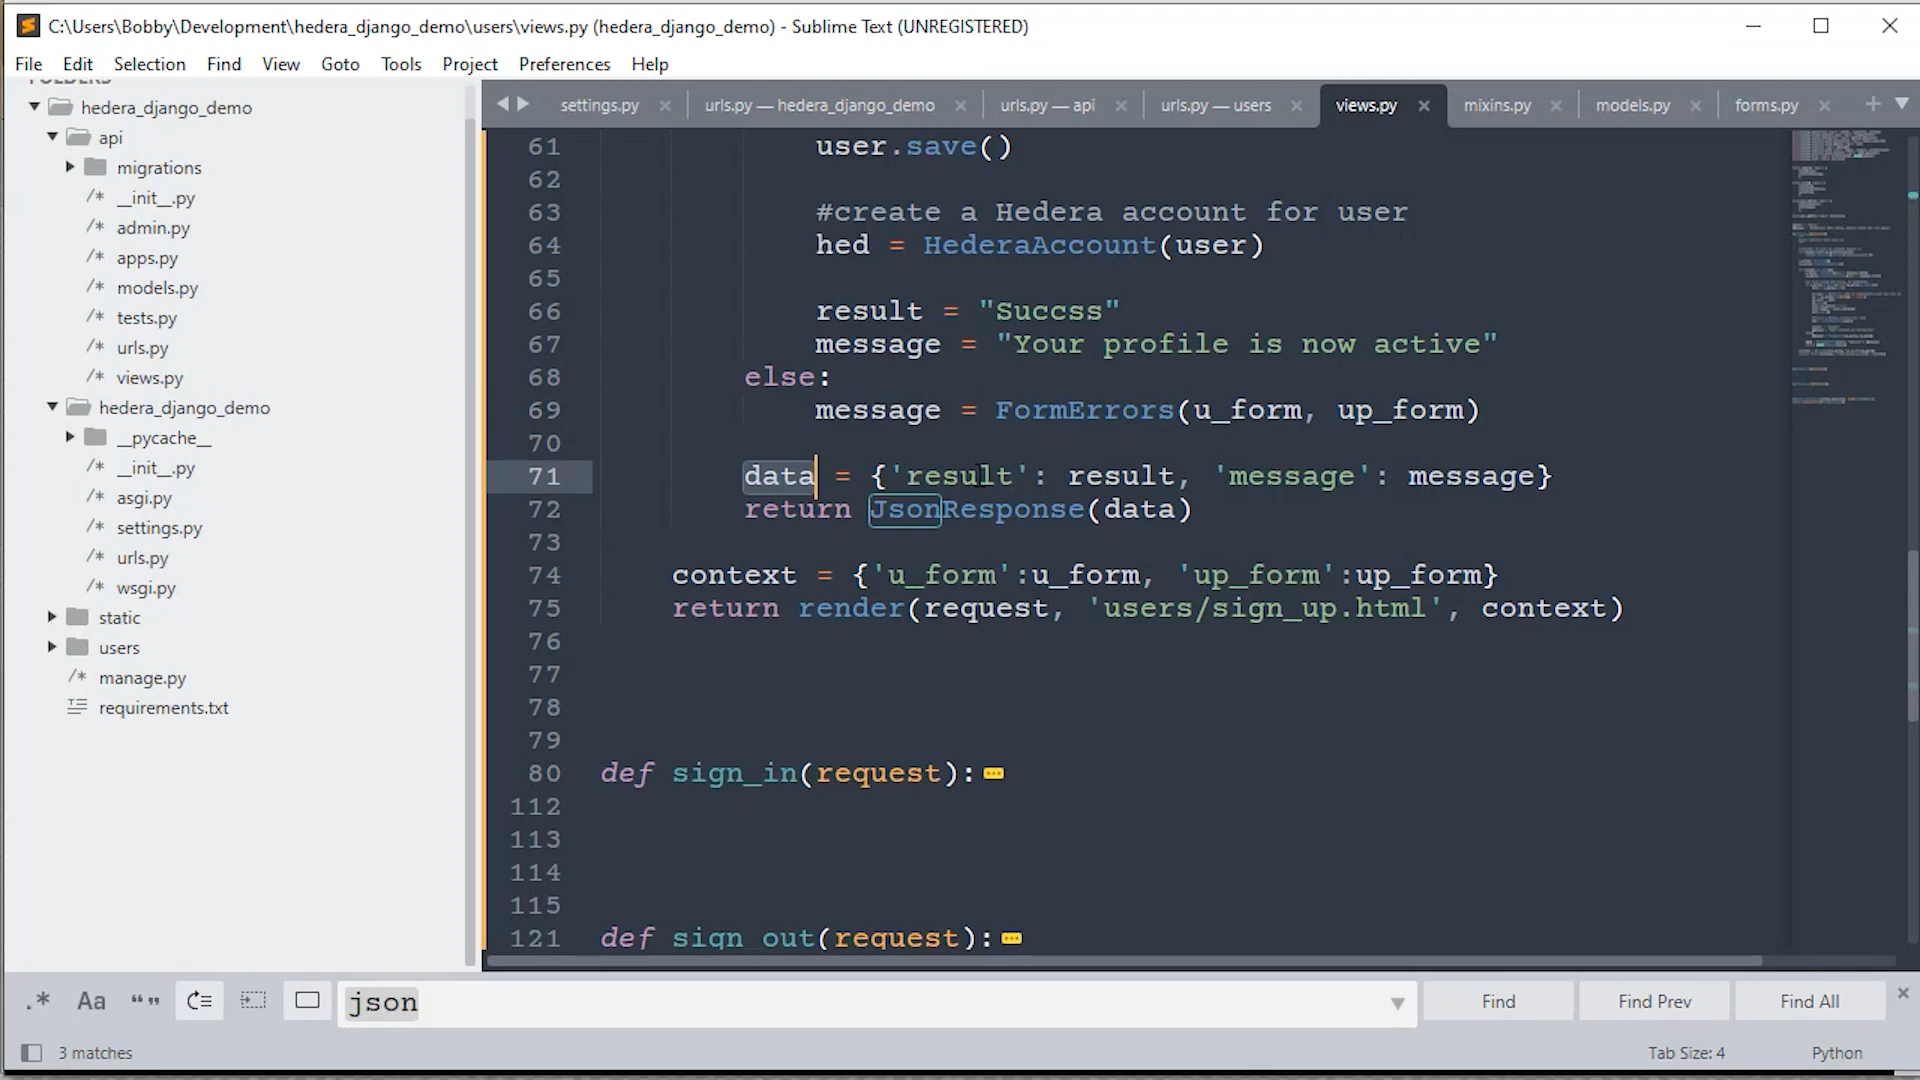 C:\Users\Bobby\Development\hedera_django_demo\users\views.py (hedera_django_demo) - Sublime Text (UNREGISTERED)
File Edit Selection Find View Goto Tools Project Preferences Help
FOLDERS
hedera_django_demo
api
migrations
__init__.py
admin.py
apps.py
models.py
tests.py
urls.py
views.py
hedera_django_demo
__pycache__
__init__.py
asgi.py
settings.py
urls.py
wsgi.py
static
users
manage.py
requirements.txt
settings.py urls.py — hedera_django_demo urls.py — api urls.py — users views.py mixins.py models.py forms.py
61 user.save()
62
63 #create a Hedera account for user
64 hed = HederaAccount(user)
65
66 result = "Succss"
67 message = "Your profile is now active"
68 else:
69 message = FormErrors(u_form, up_form)
70
71 data = {'result': result, 'message': message}
72 return JsonResponse(data)
73
74 context = {'u_form':u_form, 'up_form':up_form}
75 return render(request, 'users/sign_up.html', context)
76
77
78
79
80 def sign_in(request):
112
113
114
115
121 def sign_out(request):
.* Aa “” json Find Find Prev Find All
3 matches Tab Size: 4 Python